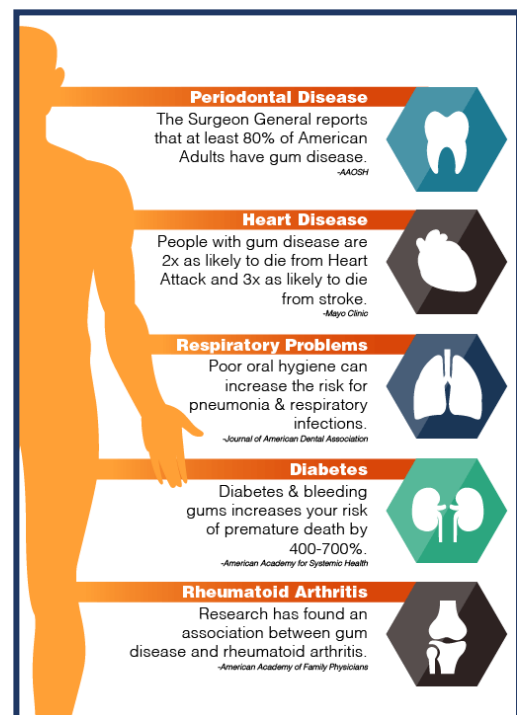 Periodontal Disease
The Surgeon General reports
that at least 80% of American
Adults have gum disease.
-AAOSH
Heart Disease
People with gum disease are
2x as likely to die from Heart
Attack and 3x as likely to die
from stroke.
-Mayo Clinic
Respiratory Problems
Poor oral hygiene can
increase the risk for
pneumonia & respiratory
infections.
-Journal of American Dental Association
Diabetes
Diabetes & bleeding
gums increases your risk
of premature death by
400-700%.
-American Academy for Systemic Health
Rheumatoid Arthritis
Research has found an
association between gum
disease and rheumatoid arthritis.
-American Academy of Family Physicians